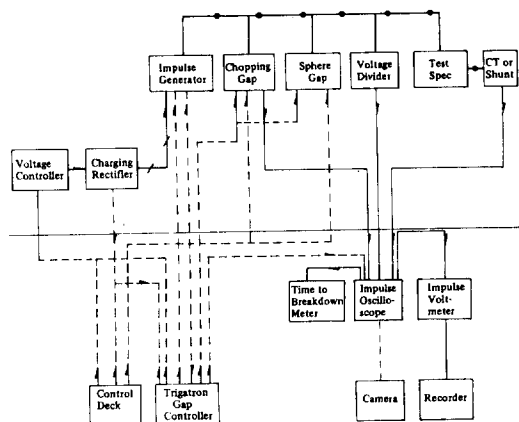 Impulse
Generator
Chopping
Gap
Sphere
Gap
Voltage
Divider
Test
Spec
CT or
Shunt
Voltage
Controller
Charging
Rectifier
Time to
Breakdown
Meter
Impulse
Oscillo-
scope
Impulse
Volt-
meter
Control
Deck
Trigatron
Gap
Controller
Camera
Recorder